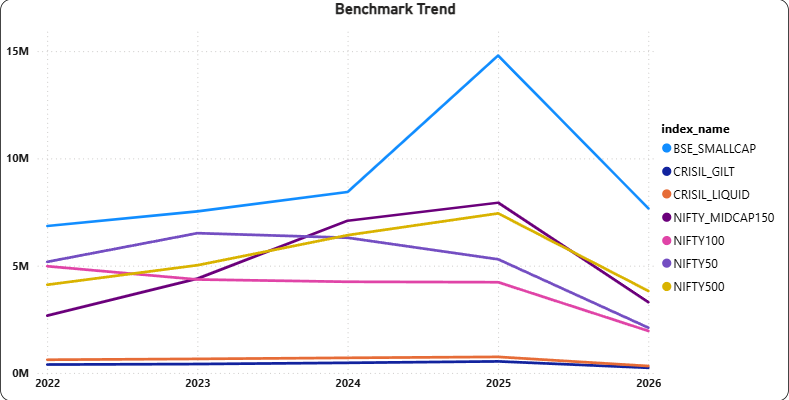 Benchmark Trend
15M
10M
5M
0M
2022 2023 2024 2025 2026
index_name
BSE_SMALLCAP
CRISIL_GILT
CRISIL_LIQUID
NIFTY_MIDCAP150
NIFTY100
NIFTY50
NIFTY500